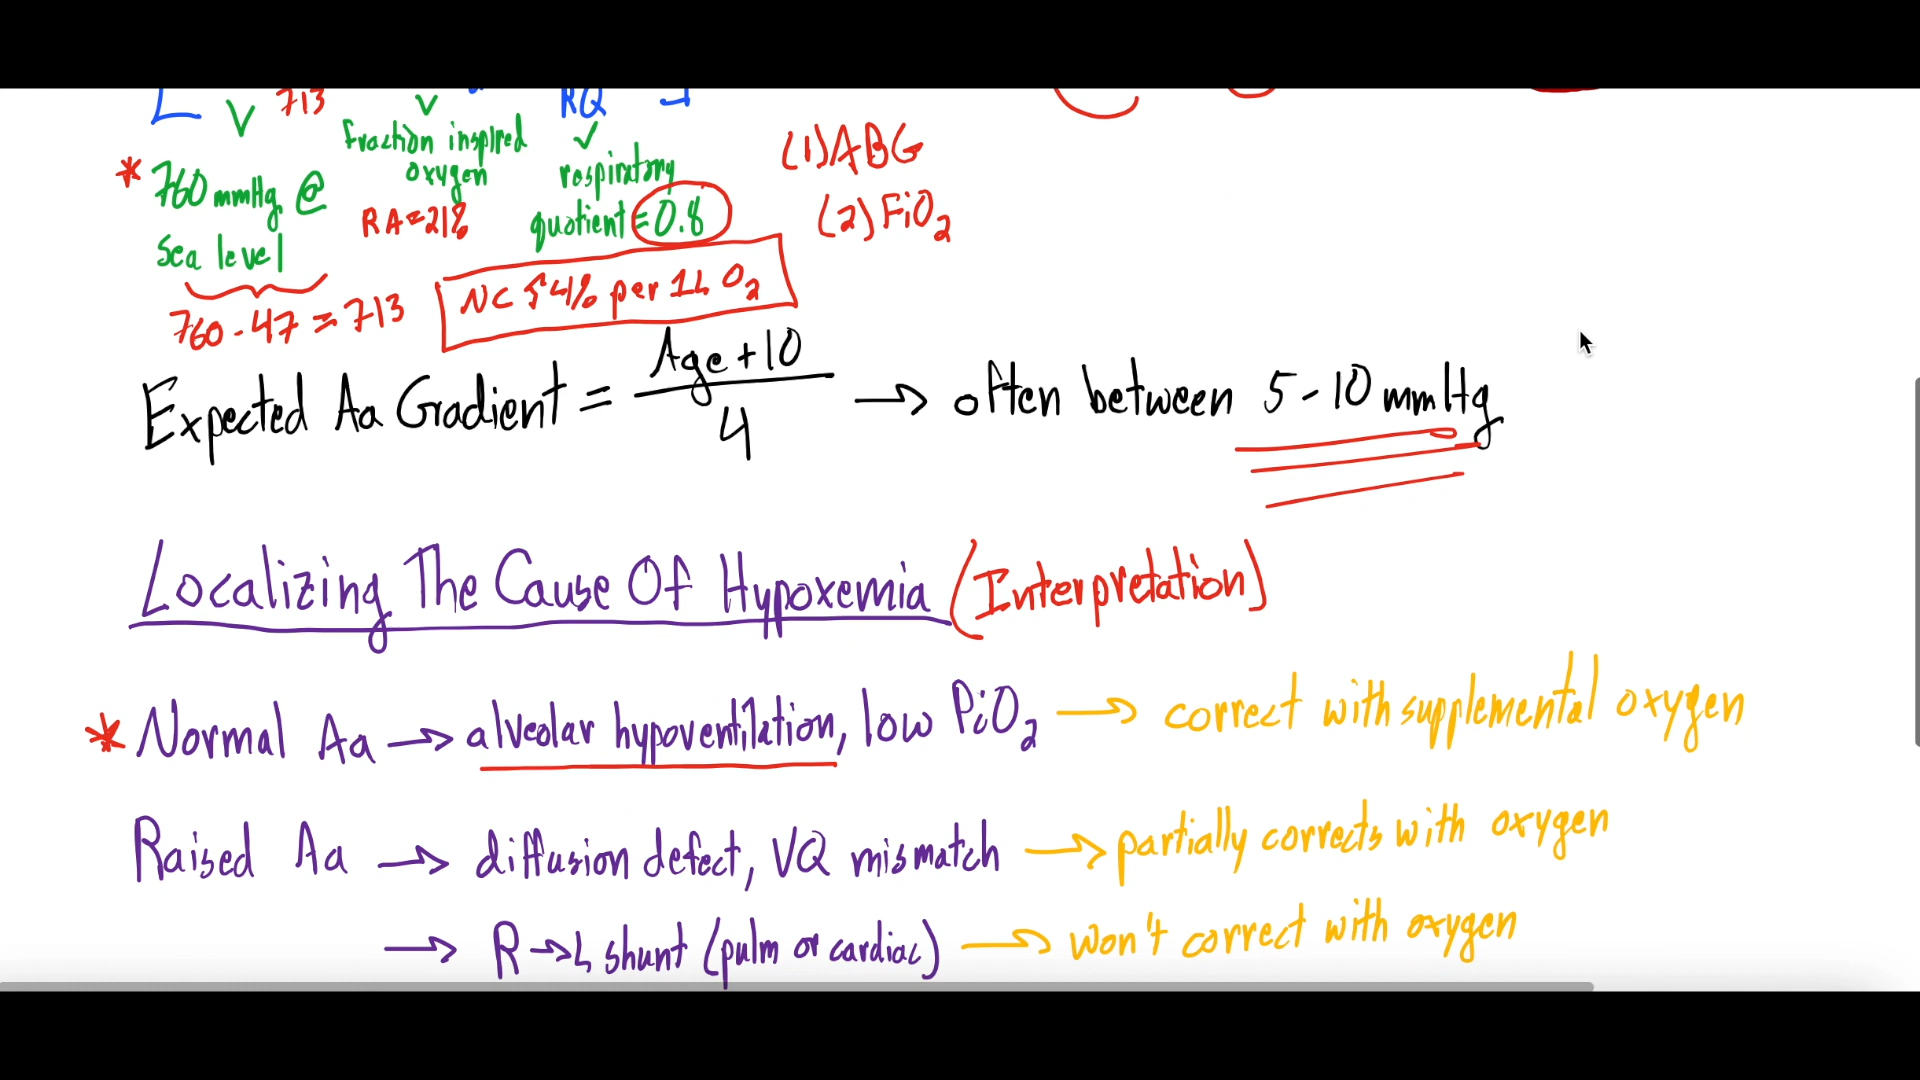 713 RQ
Fraction inspired oxygen
* 760 mmHg @ Sea level
RA=21%
respiratory quotient = 0.8
(1) ABG
(2) FiO2
760 - 47 = 713
4% per 1L O2
Expected Aa Gradient = Age + 10 / 4 → often between 5 - 10 mmHg
Localizing The Cause Of Hypoxemia (Interpretation)
* Normal Aa → alveolar hypoventilation, low PiO2 → correct with supplemental oxygen
Raised Aa → diffusion defect, VQ mismatch → partially corrects with oxygen
→ R→L shunt (pulm or cardiac) → won't correct with oxygen